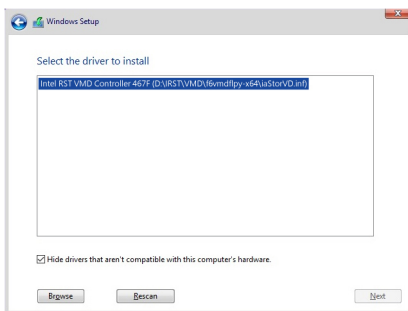 Windows Setup
Select the driver to install
Intel RST VMD Controller 467F (D:\IRST\VMD\f6vmdflpy-x64\iaStorVD.inf)
Hide drivers that aren't compatible with this computer's hardware.
Browse
Rescan
Next